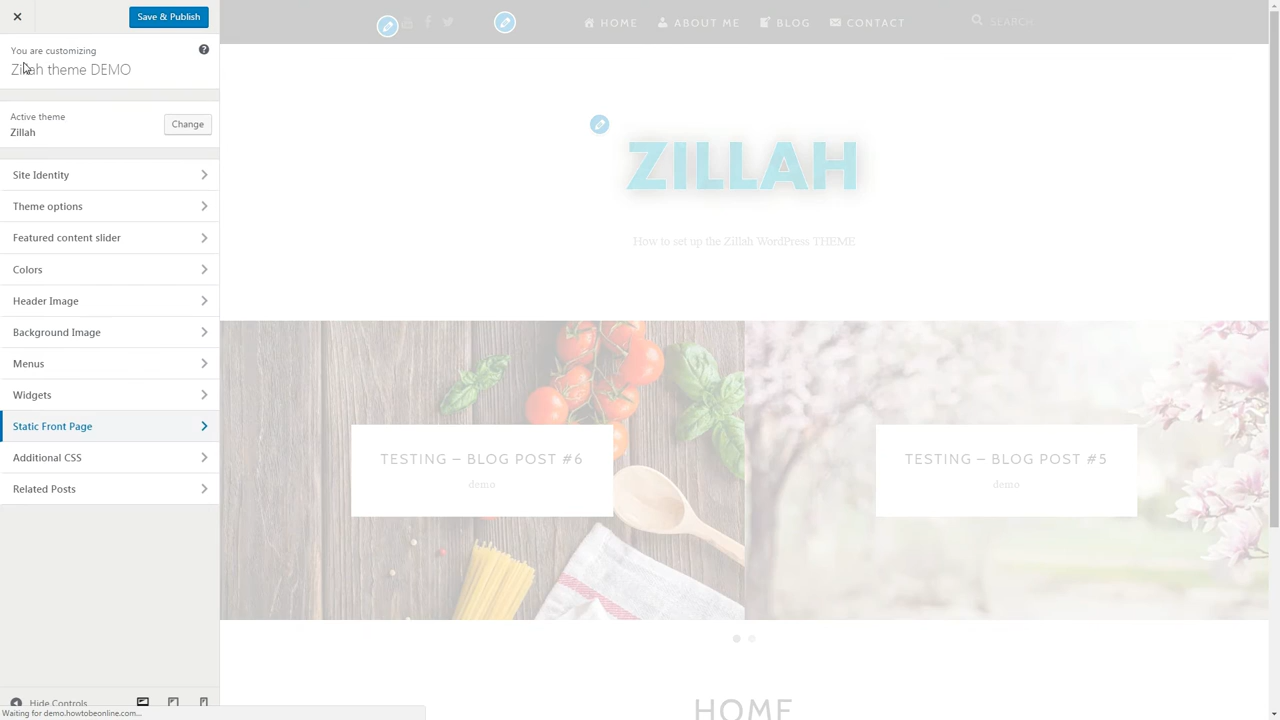 Save & Publish
You are customizing
Zillah theme DEMO
Active theme
Zillah
Change
Site Identity
Theme options
Featured content slider
Colors
Header Image
Background Image
Menus
Widgets
Static Front Page
Additional CSS
Related Posts
Hide Controls
Waiting for demo.howtobeonline.com...
HOME
ABOUT ME
BLOG
CONTACT
SEARCH
ZILLAH
How to set up the Zillah WordPress THEME
TESTING – BLOG POST #6
demo
TESTING – BLOG POST #5
demo
HOME